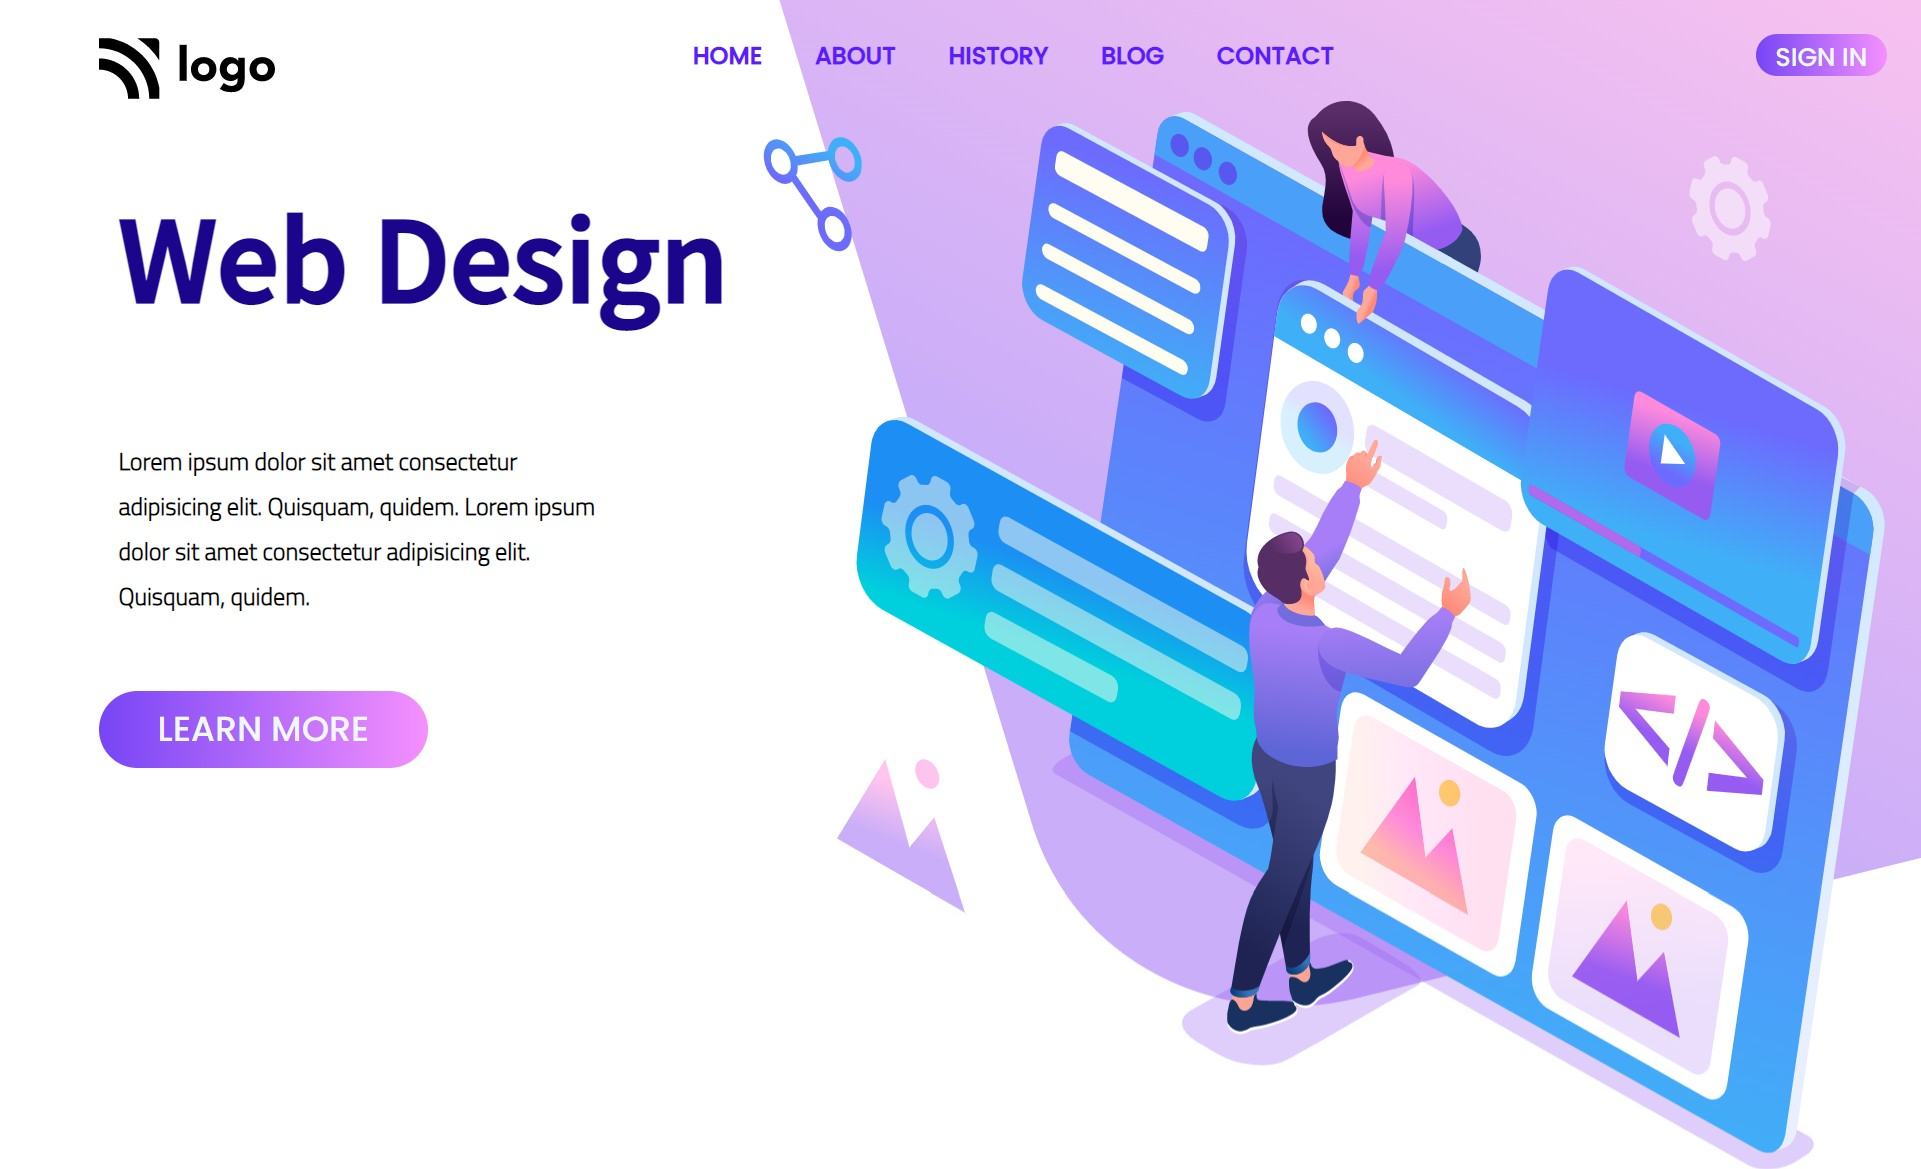 logo
HOME ABOUT HISTORY BLOG CONTACT
SIGN IN
Web Design
Lorem ipsum dolor sit amet consectetur
adipisicing elit. Quisquam, quidem. Lorem ipsum
dolor sit amet consectetur adipisicing elit.
Quisquam, quidem.
LEARN MORE
</>